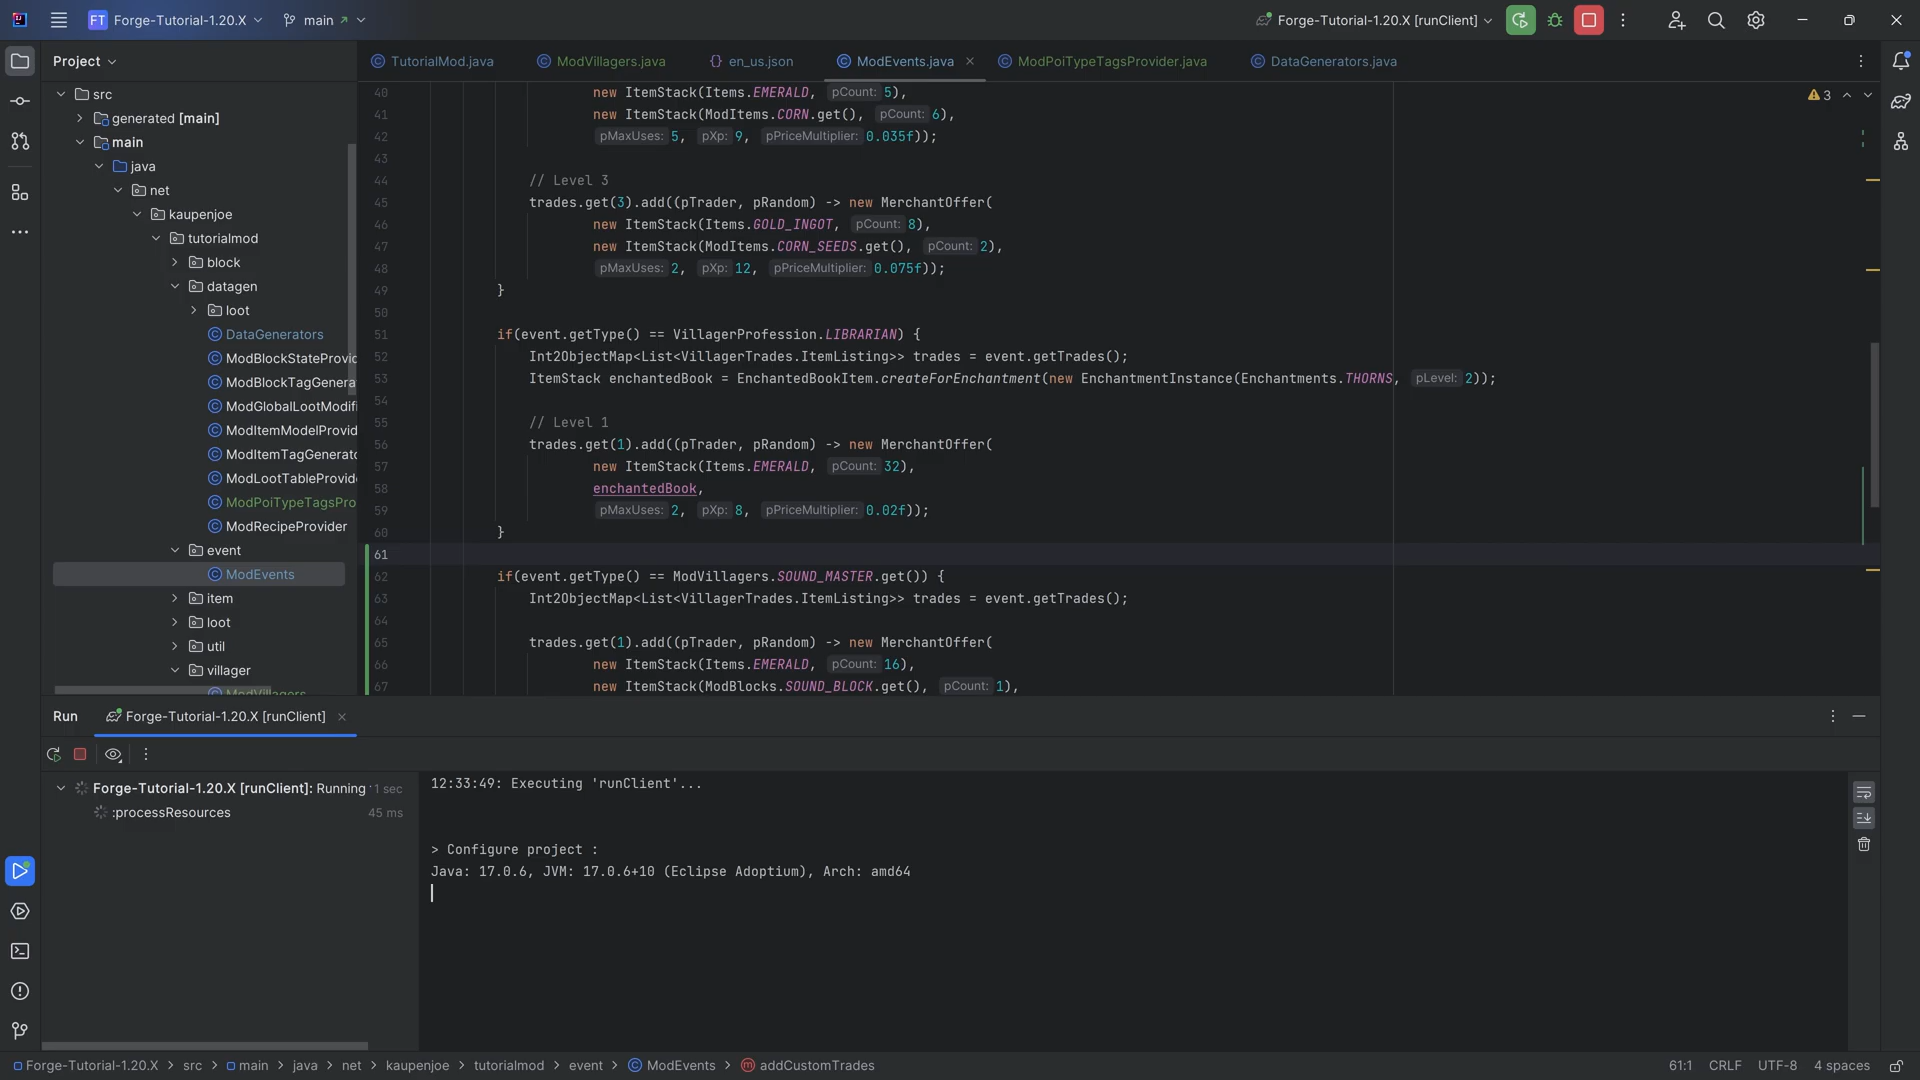 FT Forge-Tutorial-1.20.X main Forge-Tutorial-1.20.X [runClient]
Project
TutorialMod.java ModVillagers.java en_us.json ModEvents.java ModPoiTypeTagsProvider.java DataGenerators.java
src
generated [main]
main
java
net
kaupenjoe
tutorialmod
block
datagen
loot
DataGenerators
ModBlockStateProvid
ModBlockTagGenera
ModGlobalLootModifi
ModItemModelProvid
ModItemTagGenerato
ModLootTableProvide
ModPoiTypeTagsPro
ModRecipeProvider
event
ModEvents
item
loot
util
villager
ModVillagers
3
40 new ItemStack(Items.EMERALD, pCount: 5),
41 new ItemStack(ModItems.CORN.get(), pCount: 6),
42 pMaxUses: 5, pXp: 9, pPriceMultiplier: 0.035f));
43
44 // Level 3
45 trades.get(3).add((pTrader, pRandom) -> new MerchantOffer(
46 new ItemStack(Items.GOLD_INGOT, pCount: 8),
47 new ItemStack(ModItems.CORN_SEEDS.get(), pCount: 2),
48 pMaxUses: 2, pXp: 12, pPriceMultiplier: 0.075f));
49 }
50
51 if(event.getType() == VillagerProfession.LIBRARIAN) {
52 Int2ObjectMap<List<VillagerTrades.ItemListing>> trades = event.getTrades();
53 ItemStack enchantedBook = EnchantedBookItem.createForEnchantment(new EnchantmentInstance(Enchantments.THORNS, pLevel: 2));
54
55 // Level 1
56 trades.get(1).add((pTrader, pRandom) -> new MerchantOffer(
57 new ItemStack(Items.EMERALD, pCount: 32),
58 enchantedBook,
59 pMaxUses: 2, pXp: 8, pPriceMultiplier: 0.02f));
60 }
61
62 if(event.getType() == ModVillagers.SOUND_MASTER.get()) {
63 Int2ObjectMap<List<VillagerTrades.ItemListing>> trades = event.getTrades();
64
65 trades.get(1).add((pTrader, pRandom) -> new MerchantOffer(
66 new ItemStack(Items.EMERALD, pCount: 16),
67 new ItemStack(ModBlocks.SOUND_BLOCK.get(), pCount: 1),
Run Forge-Tutorial-1.20.X [runClient]
Forge-Tutorial-1.20.X [runClient]: Running 1 sec
:processResources 45 ms
12:33:49: Executing 'runClient'...
> Configure project :
Java: 17.0.6, JVM: 17.0.6+10 (Eclipse Adoptium), Arch: amd64
Forge-Tutorial-1.20.X > src > main > java > net > kaupenjoe > tutorialmod > event > ModEvents > addCustomTrades 61:1 CRLF UTF-8 4 spaces